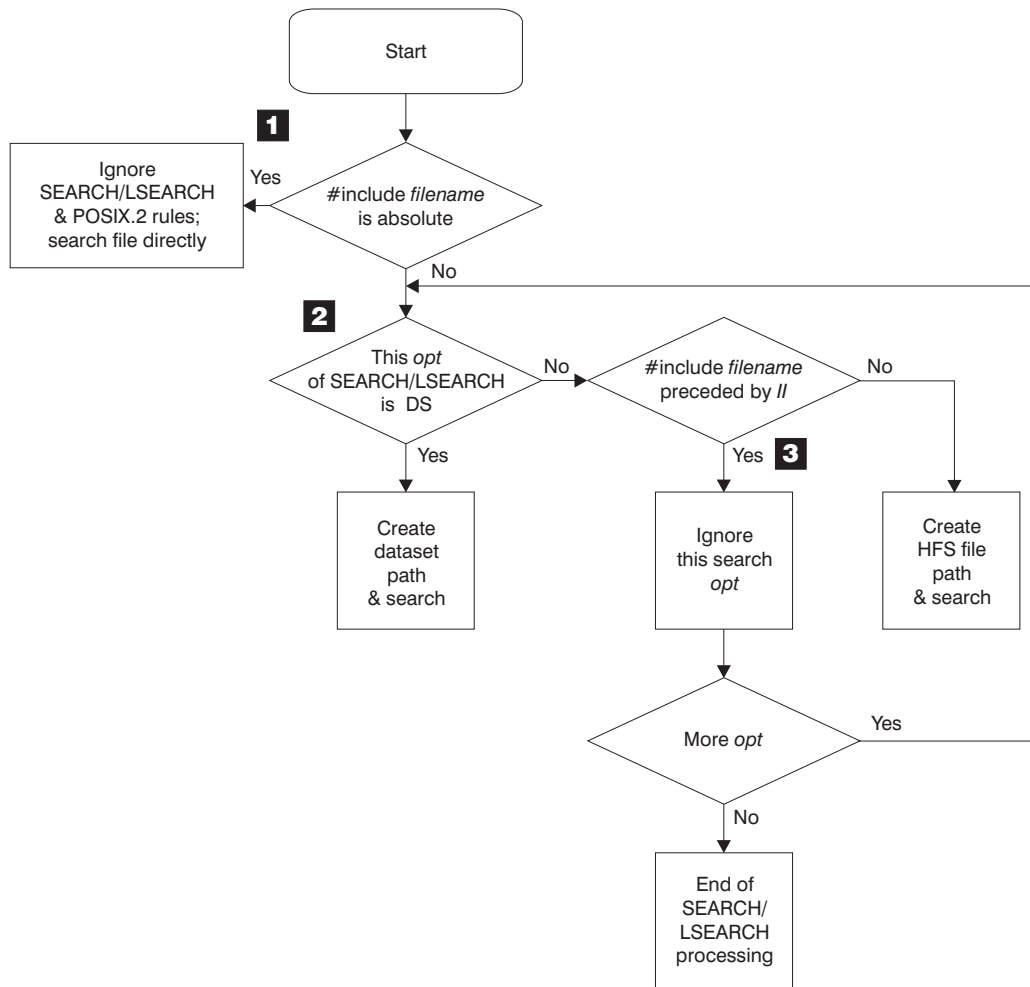 Start
1
Ignore
SEARCH/LSEARCH
& POSIX.2 rules;
search file directly
Yes
#include filename
is absolute
No
2
This opt
of SEARCH/LSEARCH
is DS
No
#include filename
preceded by //
No
Yes
Yes
3
Create
dataset
path
& search
Ignore
this search
opt
Create
HFS file
path
& search
More opt
Yes
No
End of
SEARCH/
LSEARCH
processing